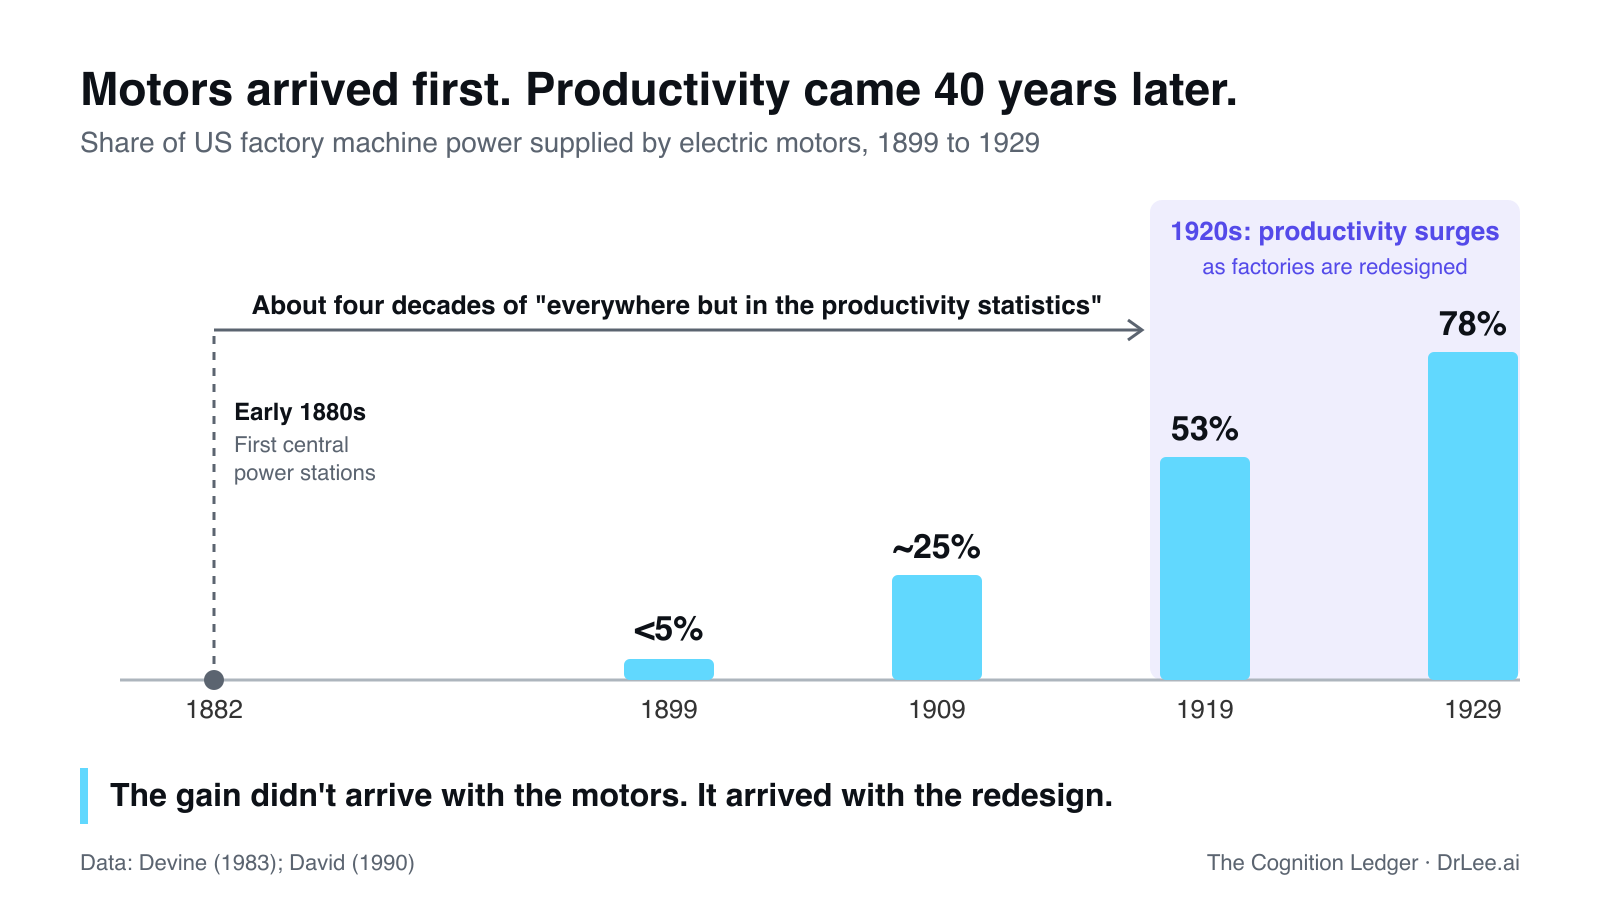 Motors arrived first. Productivity came 40 years later.
Share of US factory machine power supplied by electric motors, 1899 to 1929
1920s: productivity surges
as factories are redesigned
About four decades of "everywhere but in the productivity statistics"
78%
Early 1880s
First central
power stations
53%
~25%
<5%
1882
1899
1909
1919
1929
The gain didn't arrive with the motors. It arrived with the redesign.
Data: Devine (1983); David (1990)
The Cognition Ledger · DrLee.ai